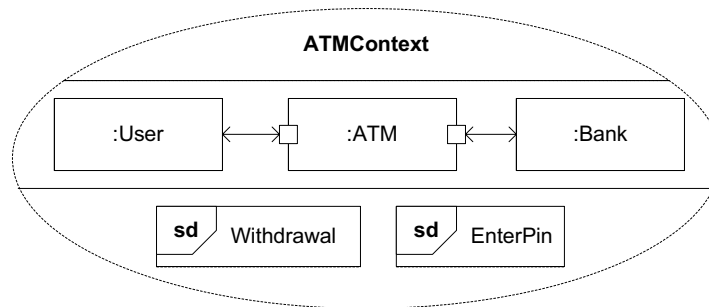 ATMContext
:User
:ATM
:Bank
sd Withdrawal
sd EnterPin